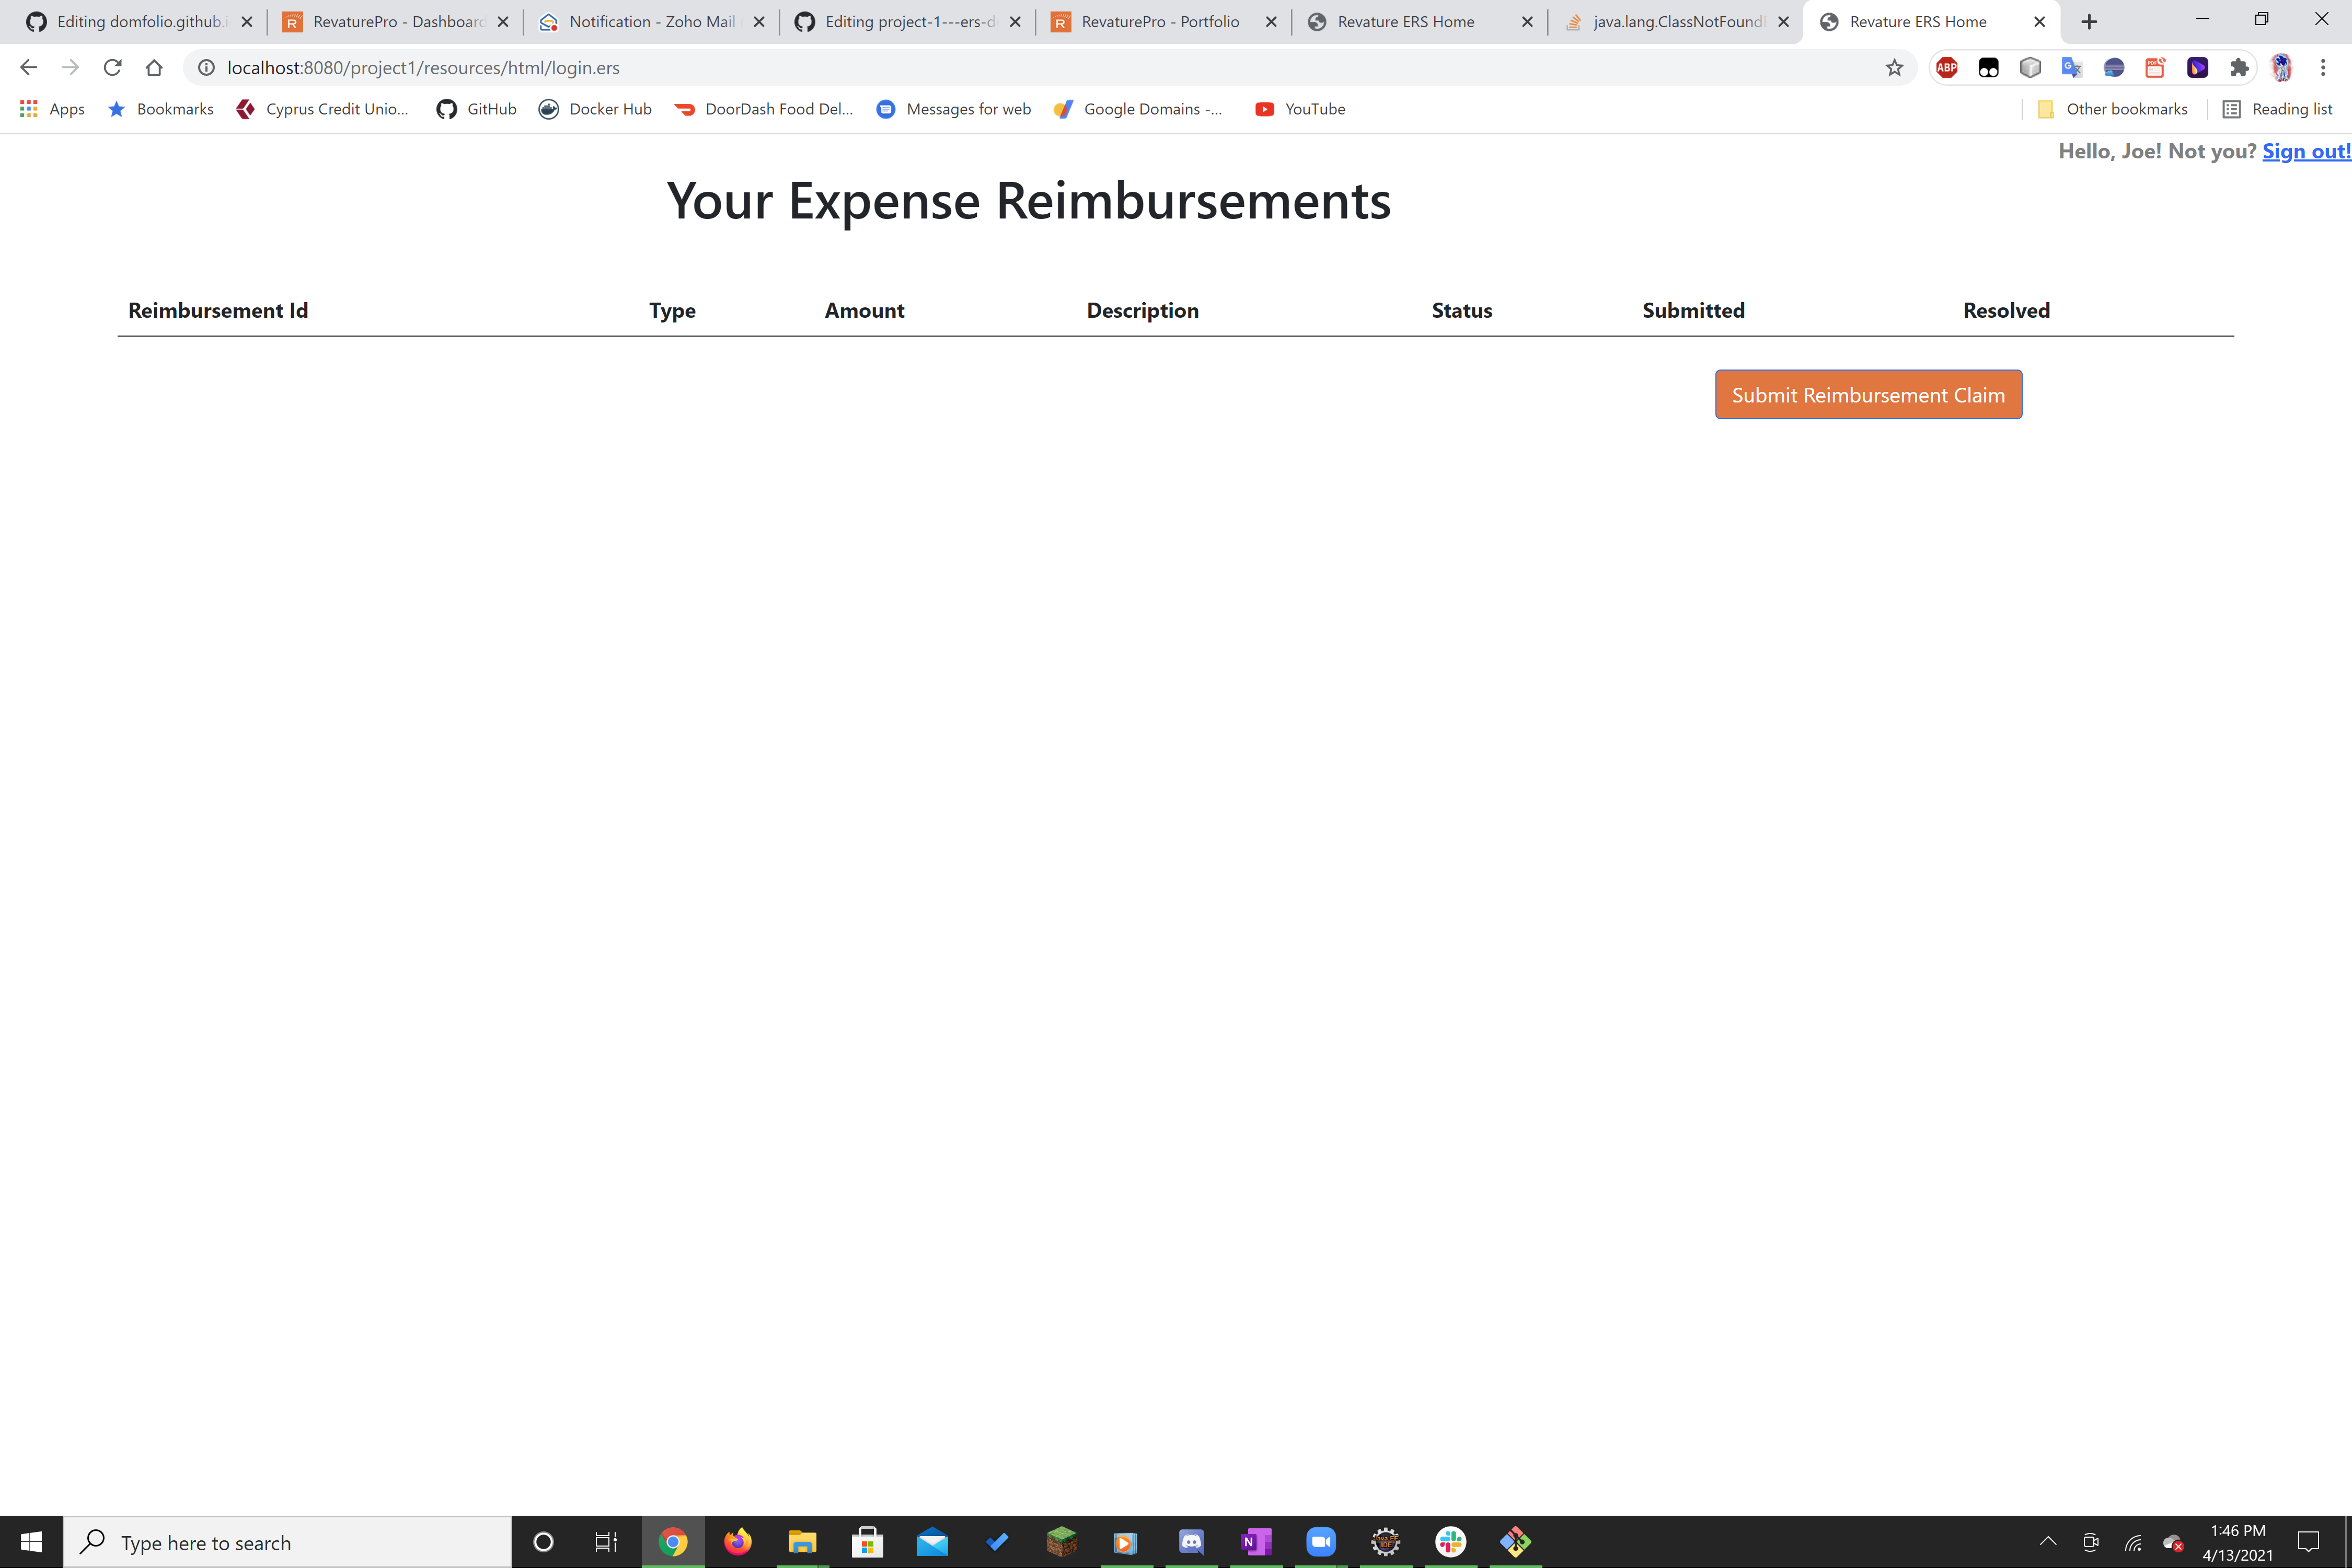 Editing domfolio.github.i
RevaturePro - Dashboard
Notification - Zoho Mail
Editing project-1---ers-d
RevaturePro - Portfolio
Revature ERS Home
java.lang.ClassNotFound
Revature ERS Home
localhost:8080/project1/resources/html/login.ers
ABP
Apps
Bookmarks
Cyprus Credit Unio...
GitHub
Docker Hub
DoorDash Food Del...
Messages for web
Google Domains -...
YouTube
Other bookmarks
Reading list
Hello, Joe! Not you? Sign out!
Your Expense Reimbursements
Reimbursement Id Type Amount Description Status Submitted Resolved
Submit Reimbursement Claim
Type here to search
1:46 PM
4/13/2021